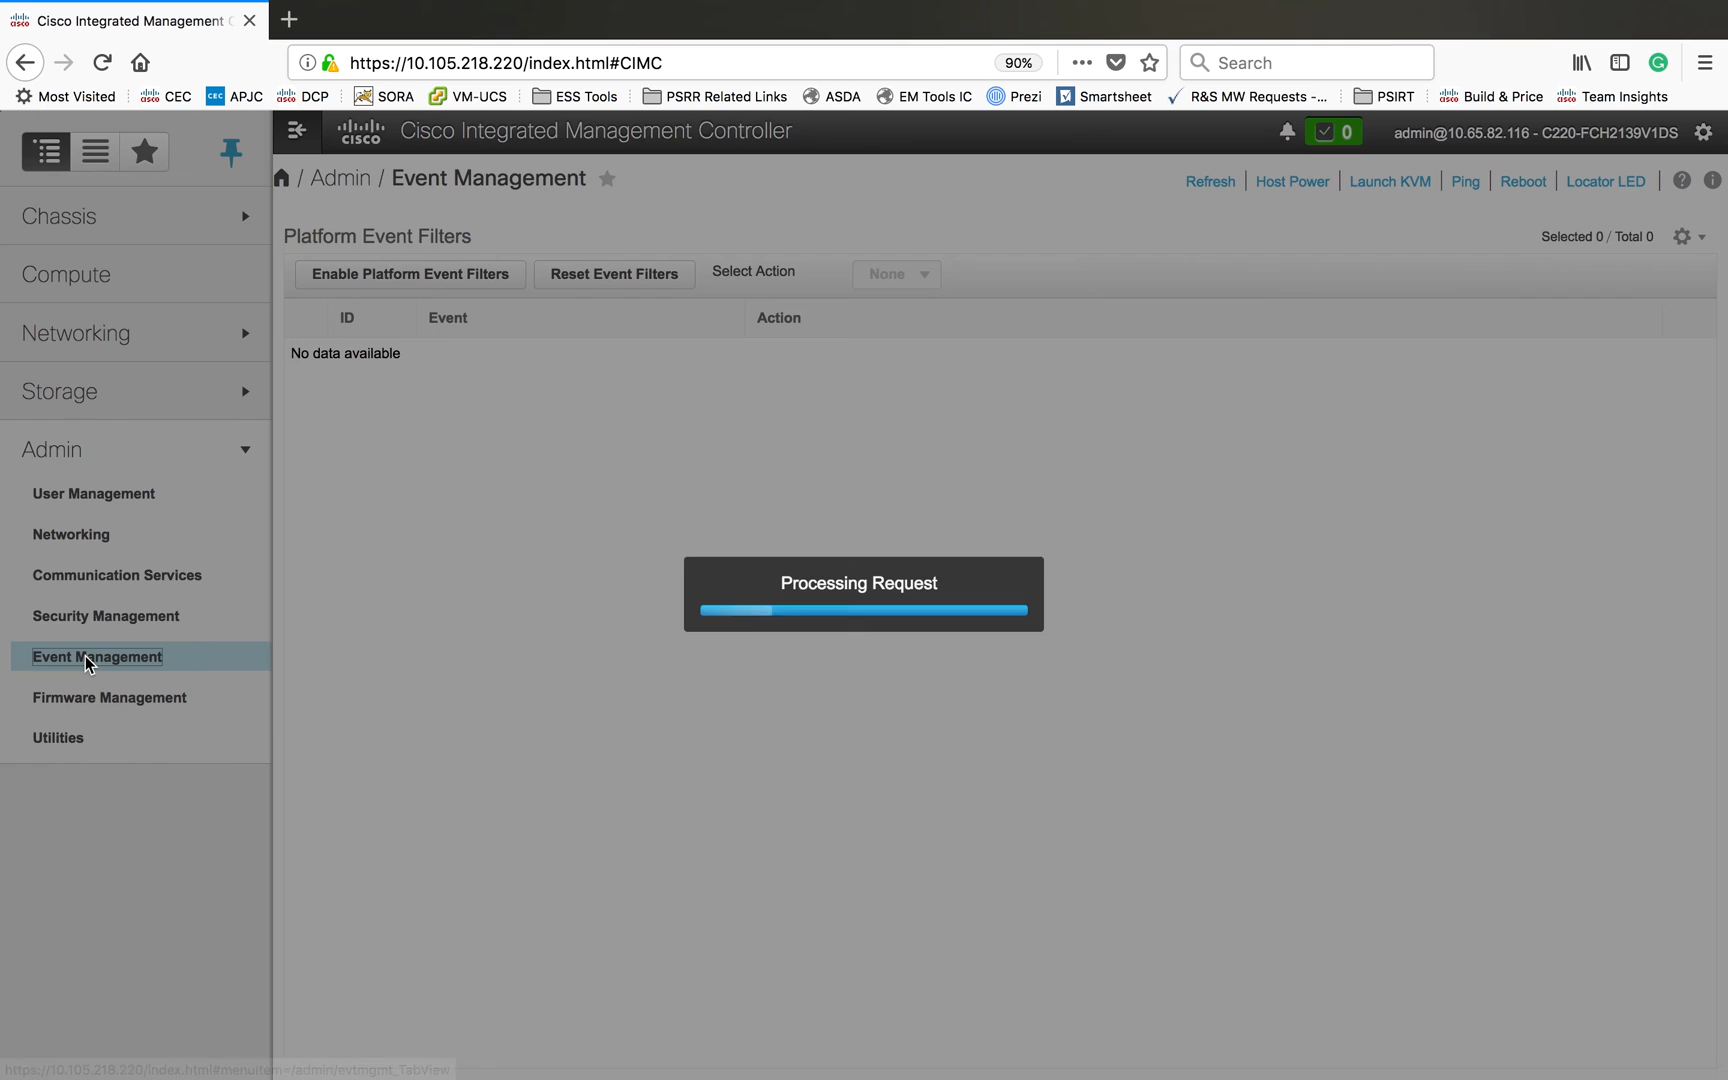 Cisco Integrated Management C
https://10.105.218.220/index.html#CIMC
90%
Search
Most Visited CEC CEC APJC DCP SORA VM-UCS ESS Tools PSRR Related Links ASDA EM Tools IC Prezi Smartsheet R&S MW Requests -... PSIRT Build & Price Team Insights
cisco Cisco Integrated Management Controller
0 admin@10.65.82.116 - C220-FCH2139V1DS
/ Admin / Event Management
Refresh Host Power Launch KVM Ping Reboot Locator LED
Chassis
Compute
Networking
Storage
Admin
User Management
Networking
Communication Services
Security Management
Event Management
Firmware Management
Utilities
Platform Event Filters
Selected 0 / Total 0
Enable Platform Event Filters Reset Event Filters Select Action None
ID Event Action
No data available
Processing Request
https://10.105.218.220/index.html#menuitem=/admin/evtmgmt_TabView